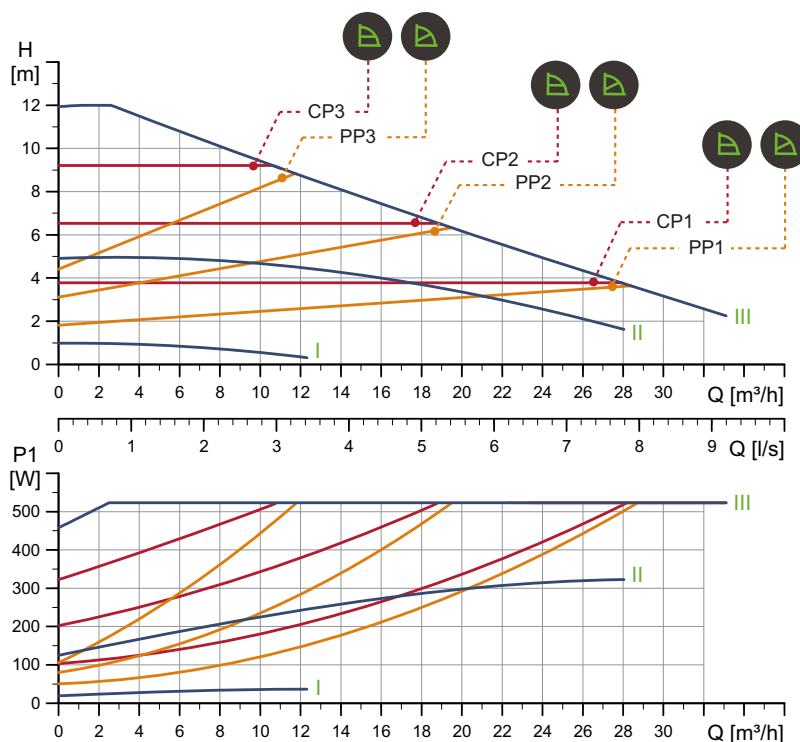 H
[m]
12
10
8
6
4
2
0
CP3
PP3
CP2
PP2
CP1
PP1
III
II
I
0 2 4 6 8 10 12 14 16 18 20 22 24 26 28 30 Q [m³/h]
0 1 2 3 4 5 6 7 8 9 Q [l/s]
P1
[W]
500
400
300
200
100
0
III
II
I
0 2 4 6 8 10 12 14 16 18 20 22 24 26 28 30 Q [m³/h]